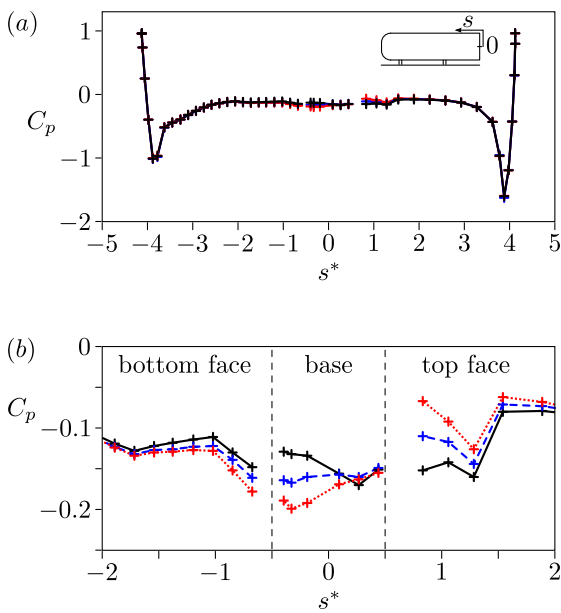 (a)
1
0
−1
−2
C_p
s
0
−5 −4 −3 −2 −1 0 1 2 3 4 5
s*
(b)
0
−0.1
−0.2
C_p
bottom face base top face
−2 −1 0 1 2
s*